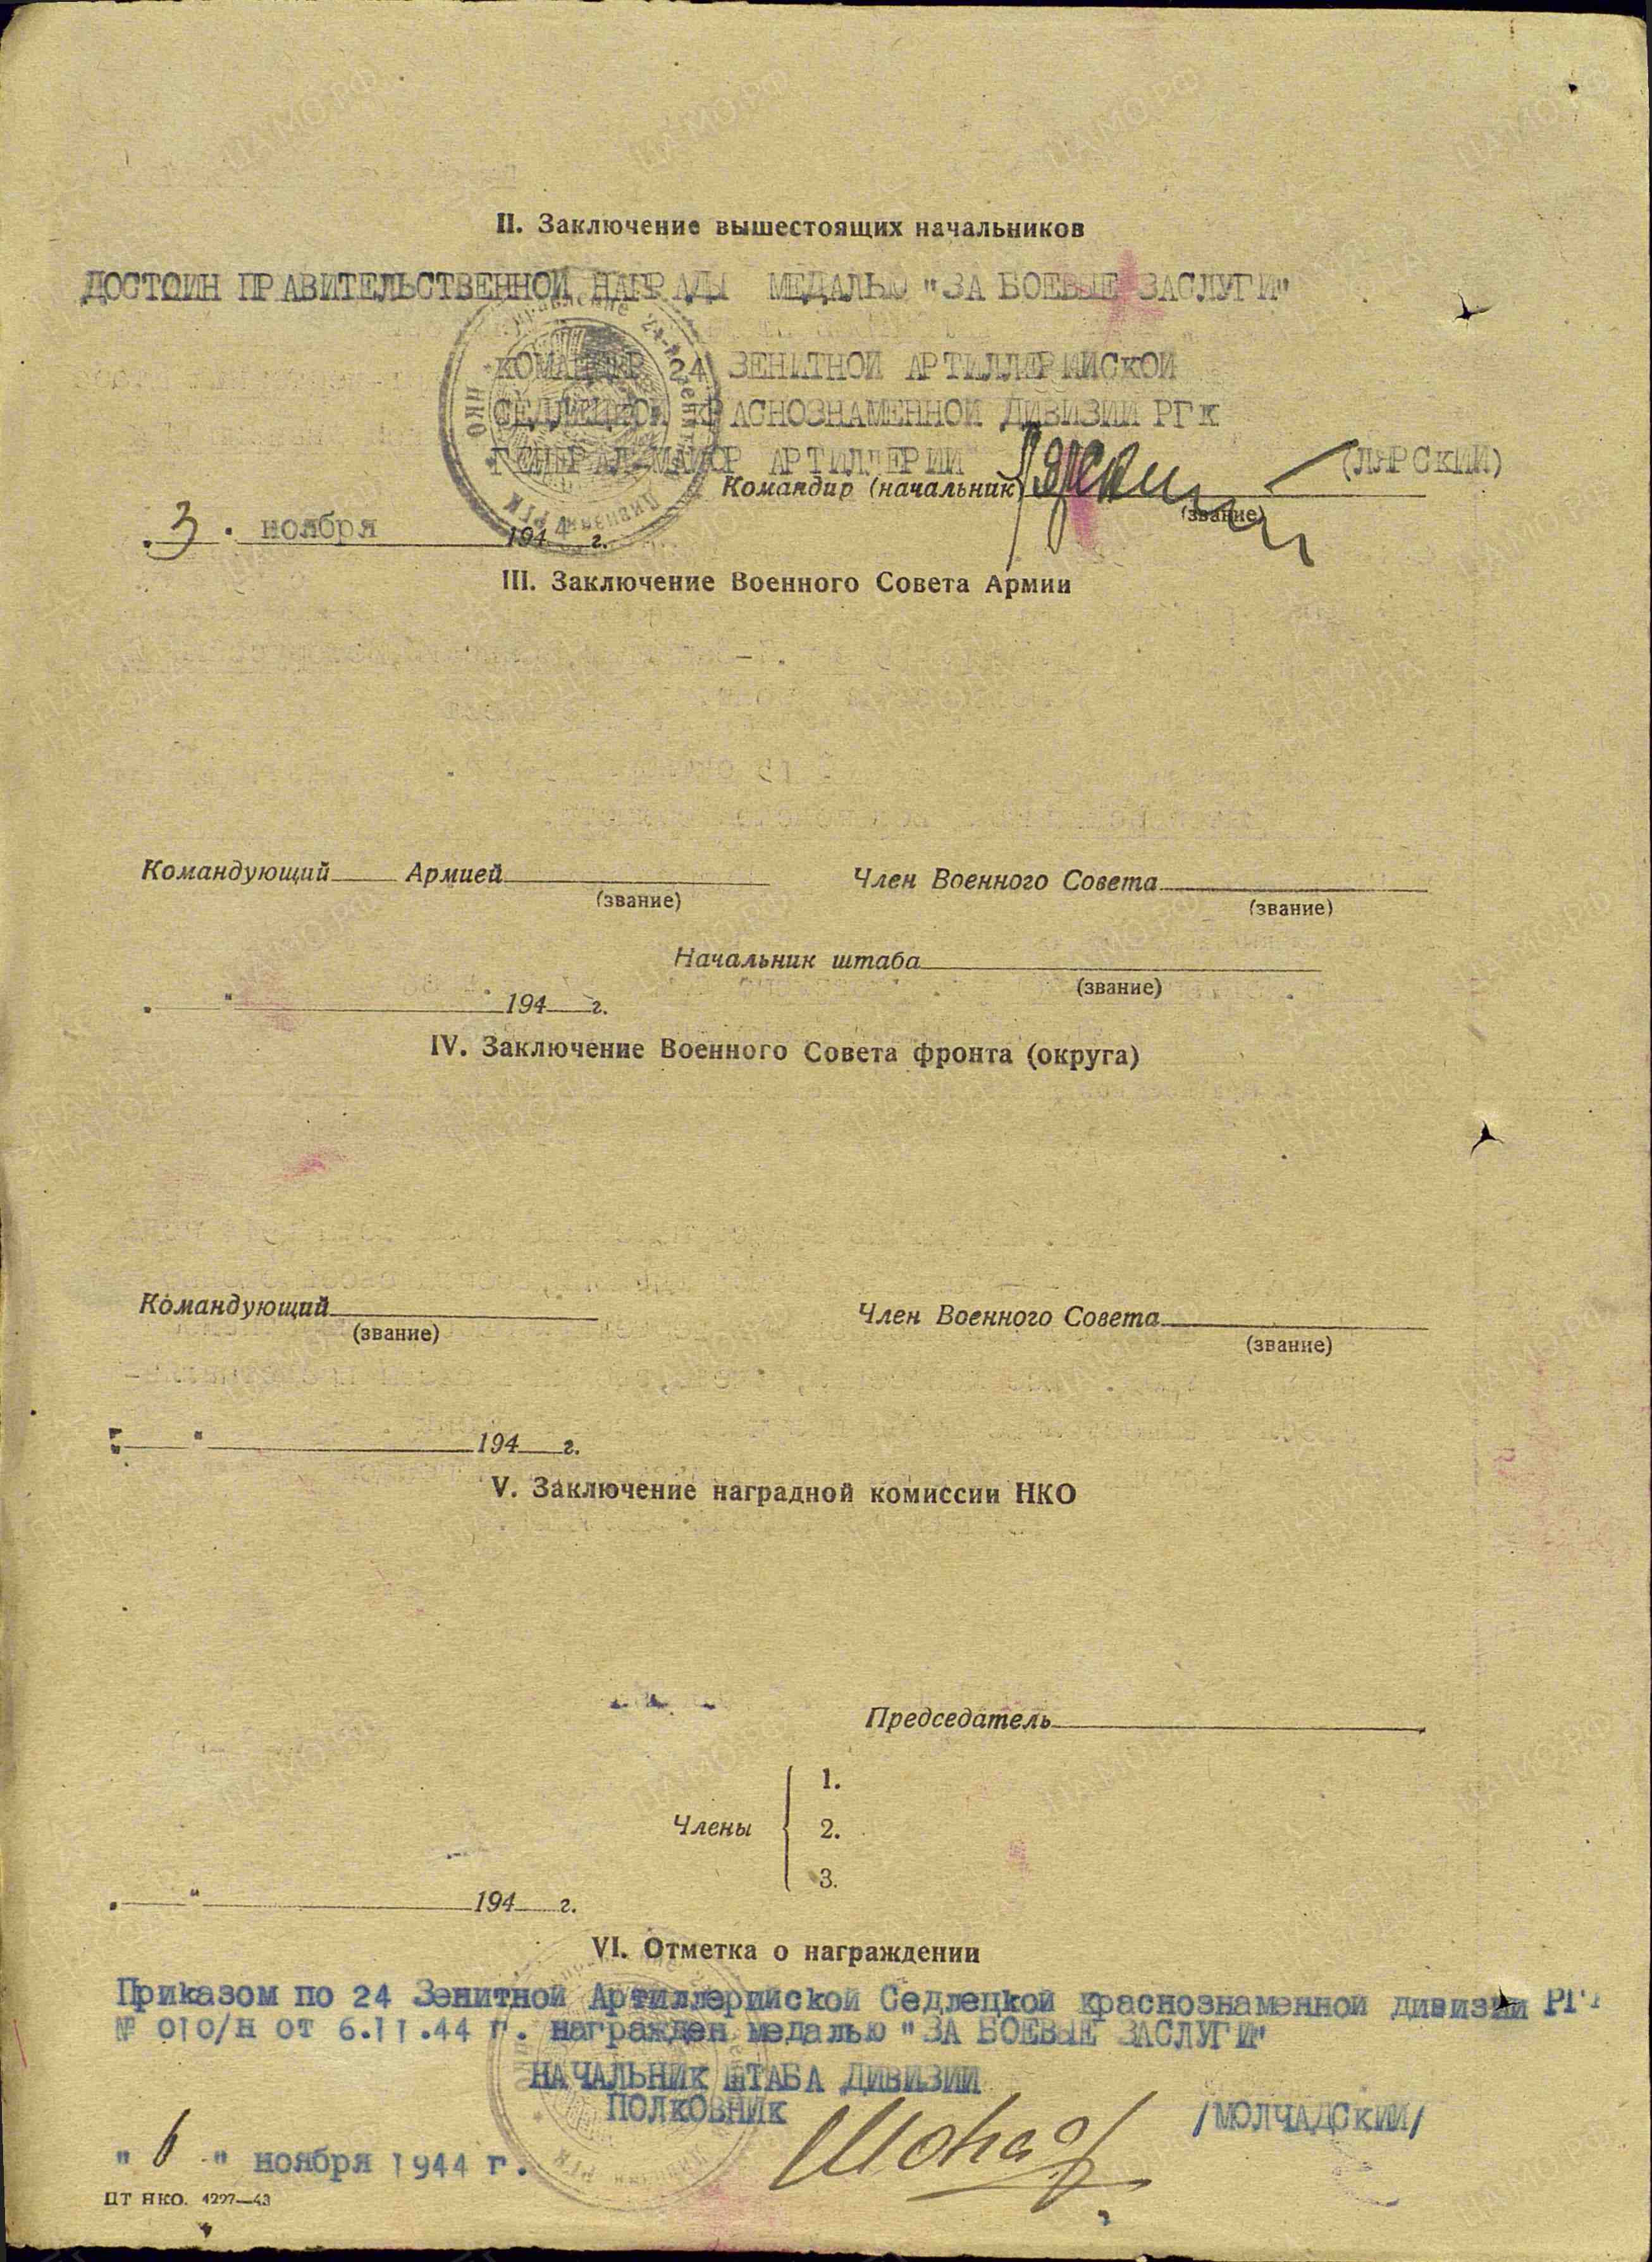 II. Заключение вышестоящих начальников
ДОСТОИН ПРАВИТЕЛЬСТВЕННОЙ НАГРАДЫ МЕДАЛЬЮ "ЗА БОЕВЫЕ ЗАСЛУГИ"
КОМАНДИР 24 ЗЕНИТНОЙ АРТИЛЛЕРИЙСКОЙ
СЕДЛЕЦКОЙ КРАСНОЗНАМЕННОЙ ДИВИЗИИ РГК
ГЕНЕРАЛ-МАЙОР АРТИЛЛЕРИИ (ЛЯРСКИЙ)
Командир (начальник)
(звание)
3 ноября 1944 г.
III. Заключение Военного Совета Армии
Командующий Армией Член Военного Совета
(звание) (звание)
Начальник штаба
(звание)
" 194 г.
IV. Заключение Военного Совета фронта (округа)
Командующий Член Военного Совета
(звание) (звание)
" 194 г.
V. Заключение наградной комиссии НКО
Председатель
1.
Члены 2.
3.
" 194 г.
VI. Отметка о награждении
Приказом по 24 Зенитной Артиллерийской Седлецкой краснознаменной дивизии РГК
№ 010/н от 6.11.44 г. награжден медалью "ЗА БОЕВЫЕ ЗАСЛУГИ"
НАЧАЛЬНИК ШТАБА ДИВИЗИИ
ПОЛКОВНИК /МОЛЧАДСКИЙ/
" 6 " ноября 1944 г.
ЦТ НКО. 4297—43